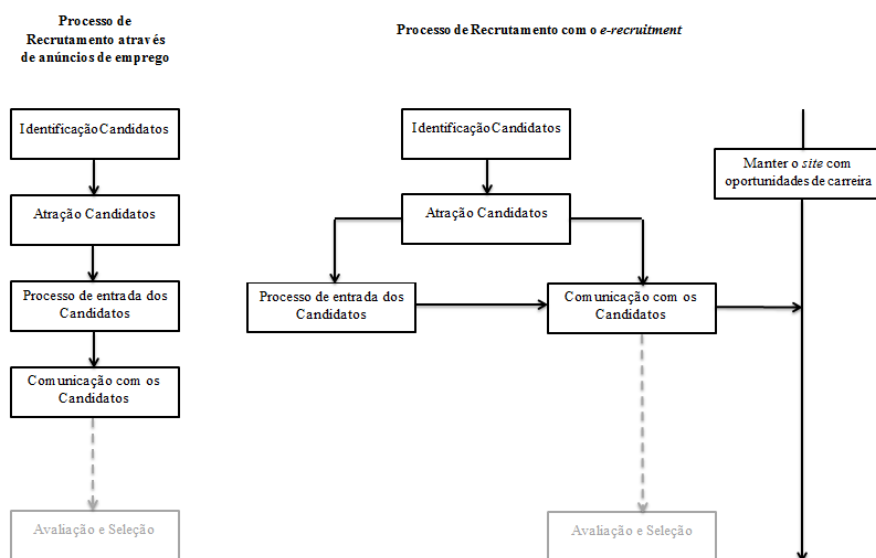 Processo de
Recrutamento através
de anúncios de emprego
Identificação Candidatos
Atração Candidatos
Processo de entrada dos
Candidatos
Comunicação com os
Candidatos
Avaliação e Seleção
Processo de Recrutamento com o e-recruitment
Identificação Candidatos
Atração Candidatos
Processo de entrada dos
Candidatos
Comunicação com os
Candidatos
Avaliação e Seleção
Manter o site com
oportunidades de carreira